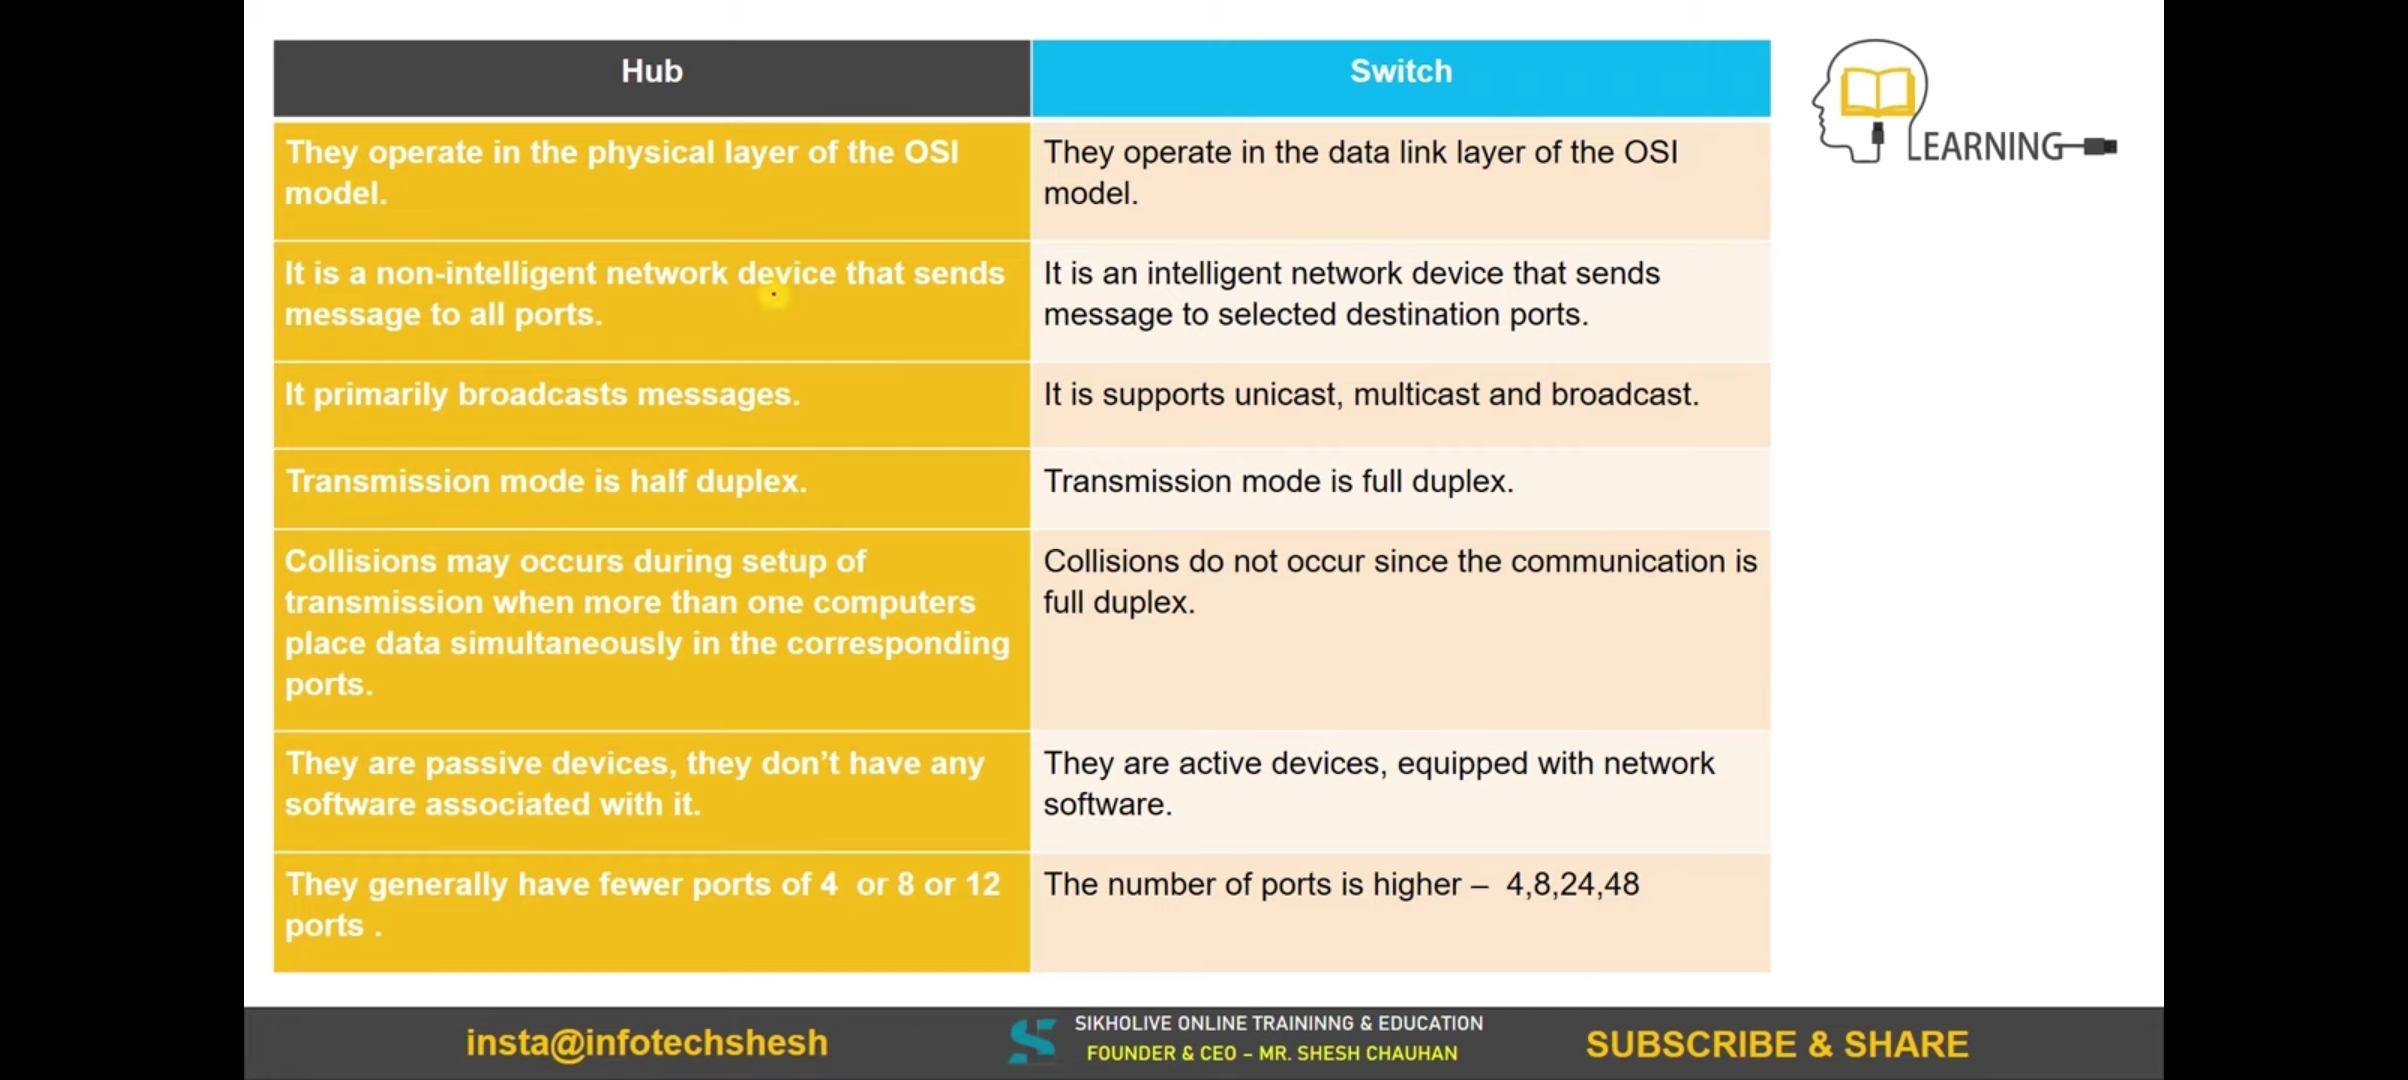 Hub
Switch
They operate in the physical layer of the OSI
model.
They operate in the data link layer of the OSI
model.
It is a non-intelligent network device that sends
message to all ports.
It is an intelligent network device that sends
message to selected destination ports.
It primarily broadcasts messages.
It is supports unicast, multicast and broadcast.
Transmission mode is half duplex.
Transmission mode is full duplex.
Collisions may occurs during setup of
transmission when more than one computers
place data simultaneously in the corresponding
ports.
Collisions do not occur since the communication is
full duplex.
They are passive devices, they don’t have any
software associated with it.
They are active devices, equipped with network
software.
They generally have fewer ports of 4  or 8 or 12
ports .
The number of ports is higher –  4,8,24,48
LEARNING
insta@infotechshesh
SIKHOLIVE ONLINE TRAININNG & EDUCATION
FOUNDER & CEO – MR. SHESH CHAUHAN
SUBSCRIBE & SHARE